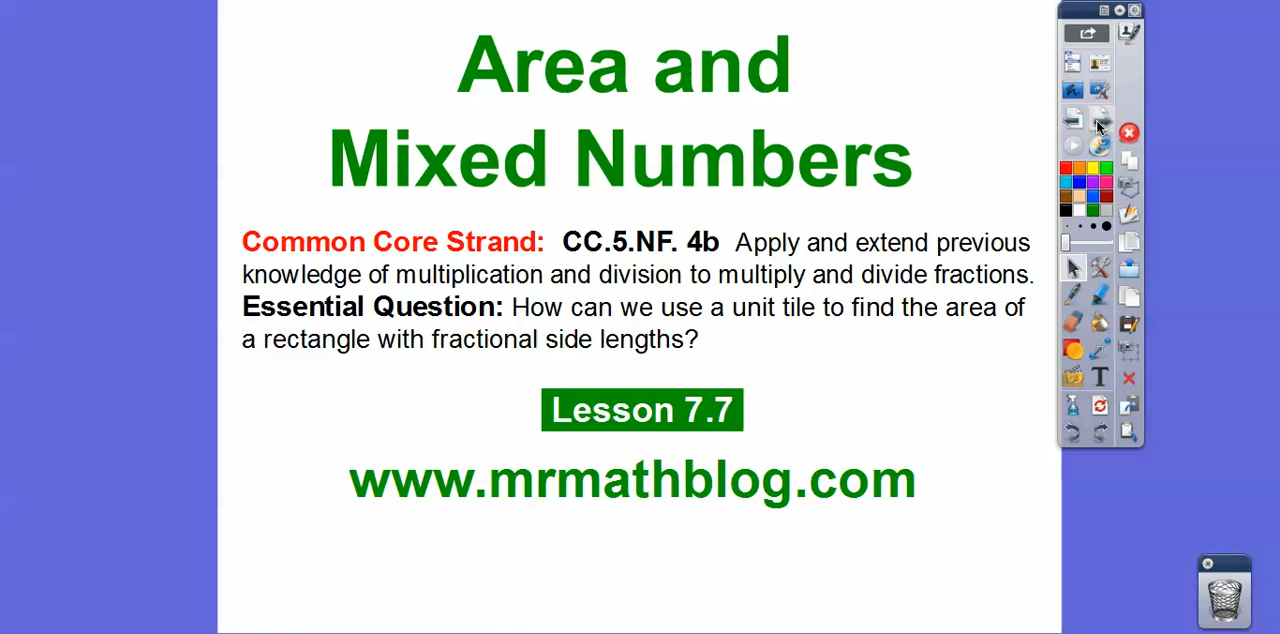 Area and
Mixed Numbers
Common Core Strand: CC.5.NF. 4b Apply and extend previous
knowledge of multiplication and division to multiply and divide fractions.
Essential Question: How can we use a unit tile to find the area of
a rectangle with fractional side lengths?
Lesson 7.7
www.mrmathblog.com